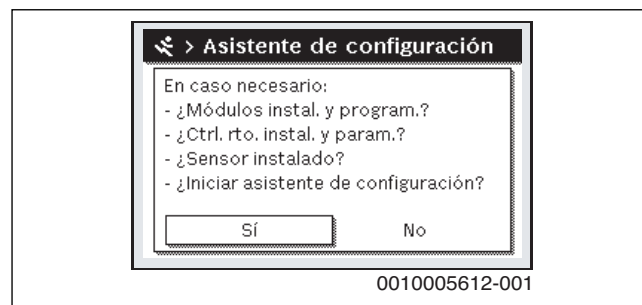 > Asistente de configuración
En caso necesario:
- ¿Módulos instal. y program.?
- ¿Ctrl. rto. instal. y param.?
- ¿Sensor instalado?
- ¿Iniciar asistente de configuración?
Sí No
0010005612-001